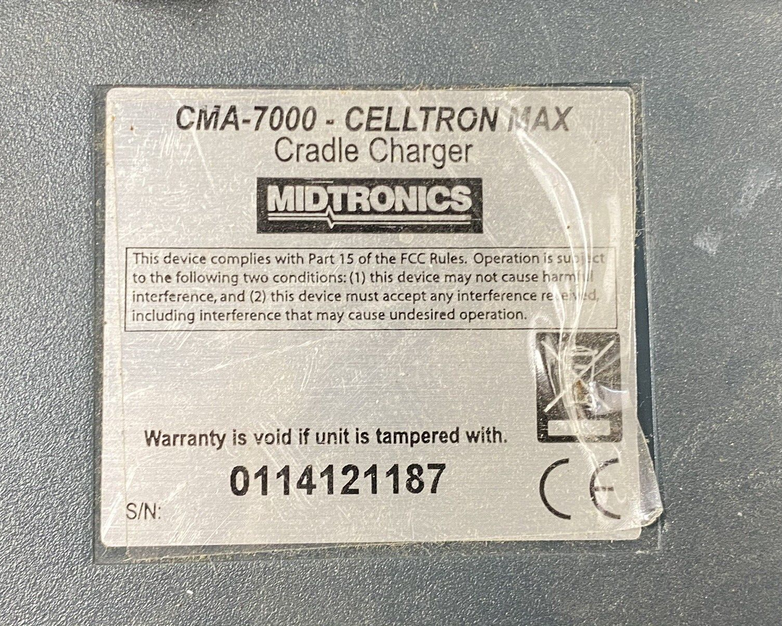 CMA-7000 - CELLTRON MAX
Cradle Charger
MIDTRONICS
This device complies with Part 15 of the FCC Rules. Operation is subject
to the following two conditions: (1) this device may not cause harmful
interference, and (2) this device must accept any interference received,
including interference that may cause undesired operation.
Warranty is void if unit is tampered with.
0114121187
S/N:
CE